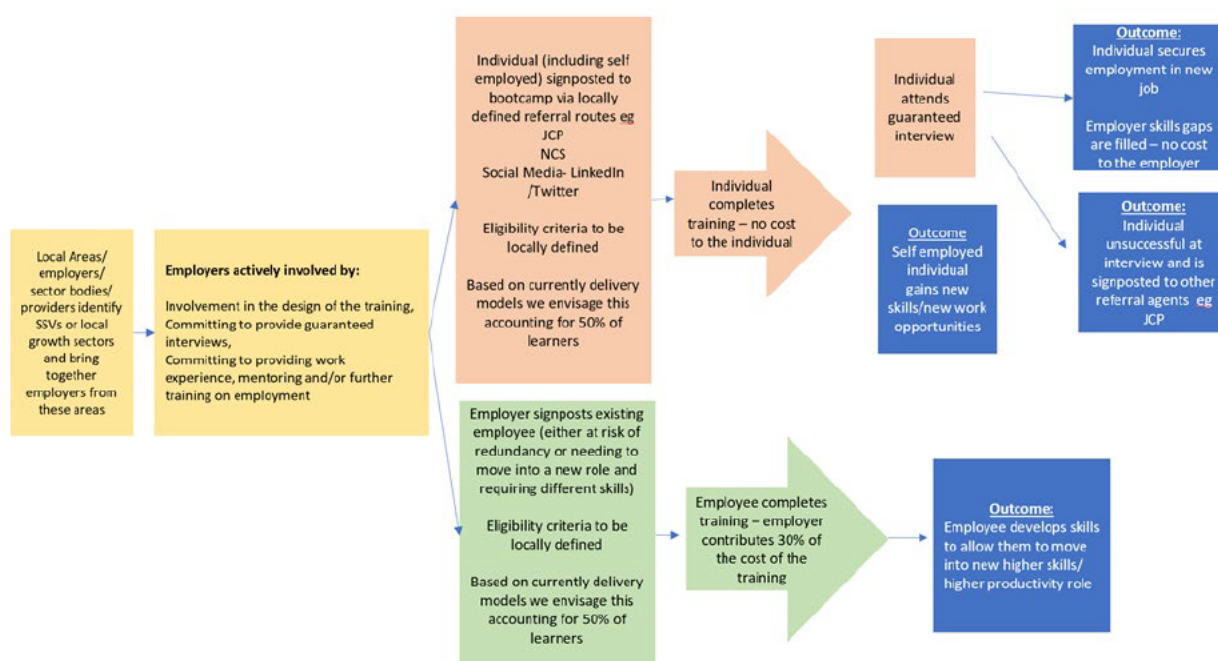 Local Areas/
employers/
sector bodies/
providers identify
SSVs or local
growth sectors
and bring
together
employers from
these areas
Employers actively involved by:
Involvement in the design of the training,
Committing to provide guaranteed
interviews,
Committing to providing work
experience, mentoring and/or further
training on employment
Individual (including self
employed) signposted to
bootcamp via locally
defined referral routes eg
JCP
NCS
Social Media- LinkedIn
/Twitter
Eligibility criteria to be
locally defined
Based on currently delivery
models we envisage this
accounting for 50% of
learners
Individual
completes
training – no cost
to the individual
Individual
attends
guaranteed
interview
Outcome
Self employed
individual
gains new
skills/new work
opportunities
Outcome:
Individual secures
employment in new
job
Employer skills gaps
are filled – no cost
to the employer
Outcome:
Individual
unsuccessful at
interview and is
signposted to other
referral agents eg
JCP
Employer signposts existing
employee (either at risk of
redundancy or needing to
move into a new role and
requiring different skills)
Eligibility criteria to be
locally defined
Based on currently delivery
models we envisage this
accounting for 50% of
learners
Employee completes
training – employer
contributes 30% of
the cost of the
training
Outcome:
Employee develops skills
to allow them to move
into new higher skills/
higher productivity role